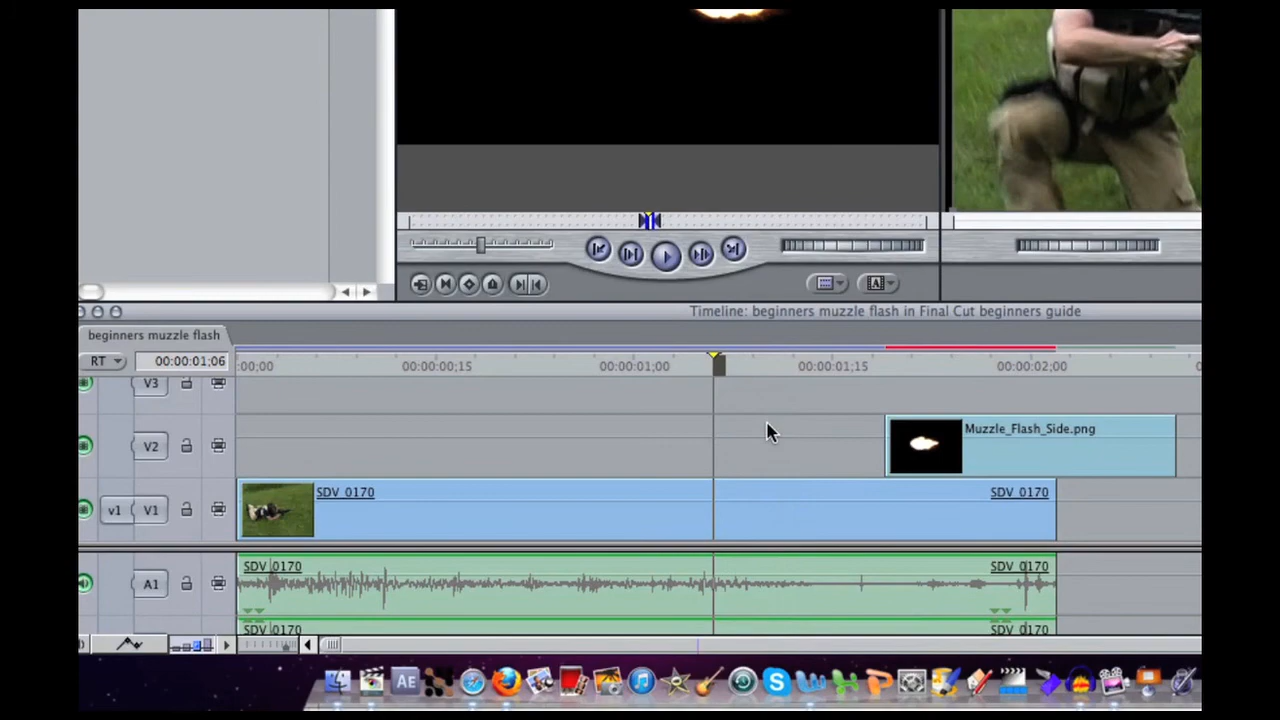 Timeline: beginners muzzle flash in Final Cut beginners guide
beginners muzzle flash
RT
00:00:01;06
:00;00
00:00:00;15
00:00:01;00
00:00:01;15
00:00:02;00
V3
V2
Muzzle_Flash_Side.png
v1 V1
SDV_0170
SDV_0170
A1
SDV_0170
SDV_0170
SDV_0170
SDV_0170
A
AE